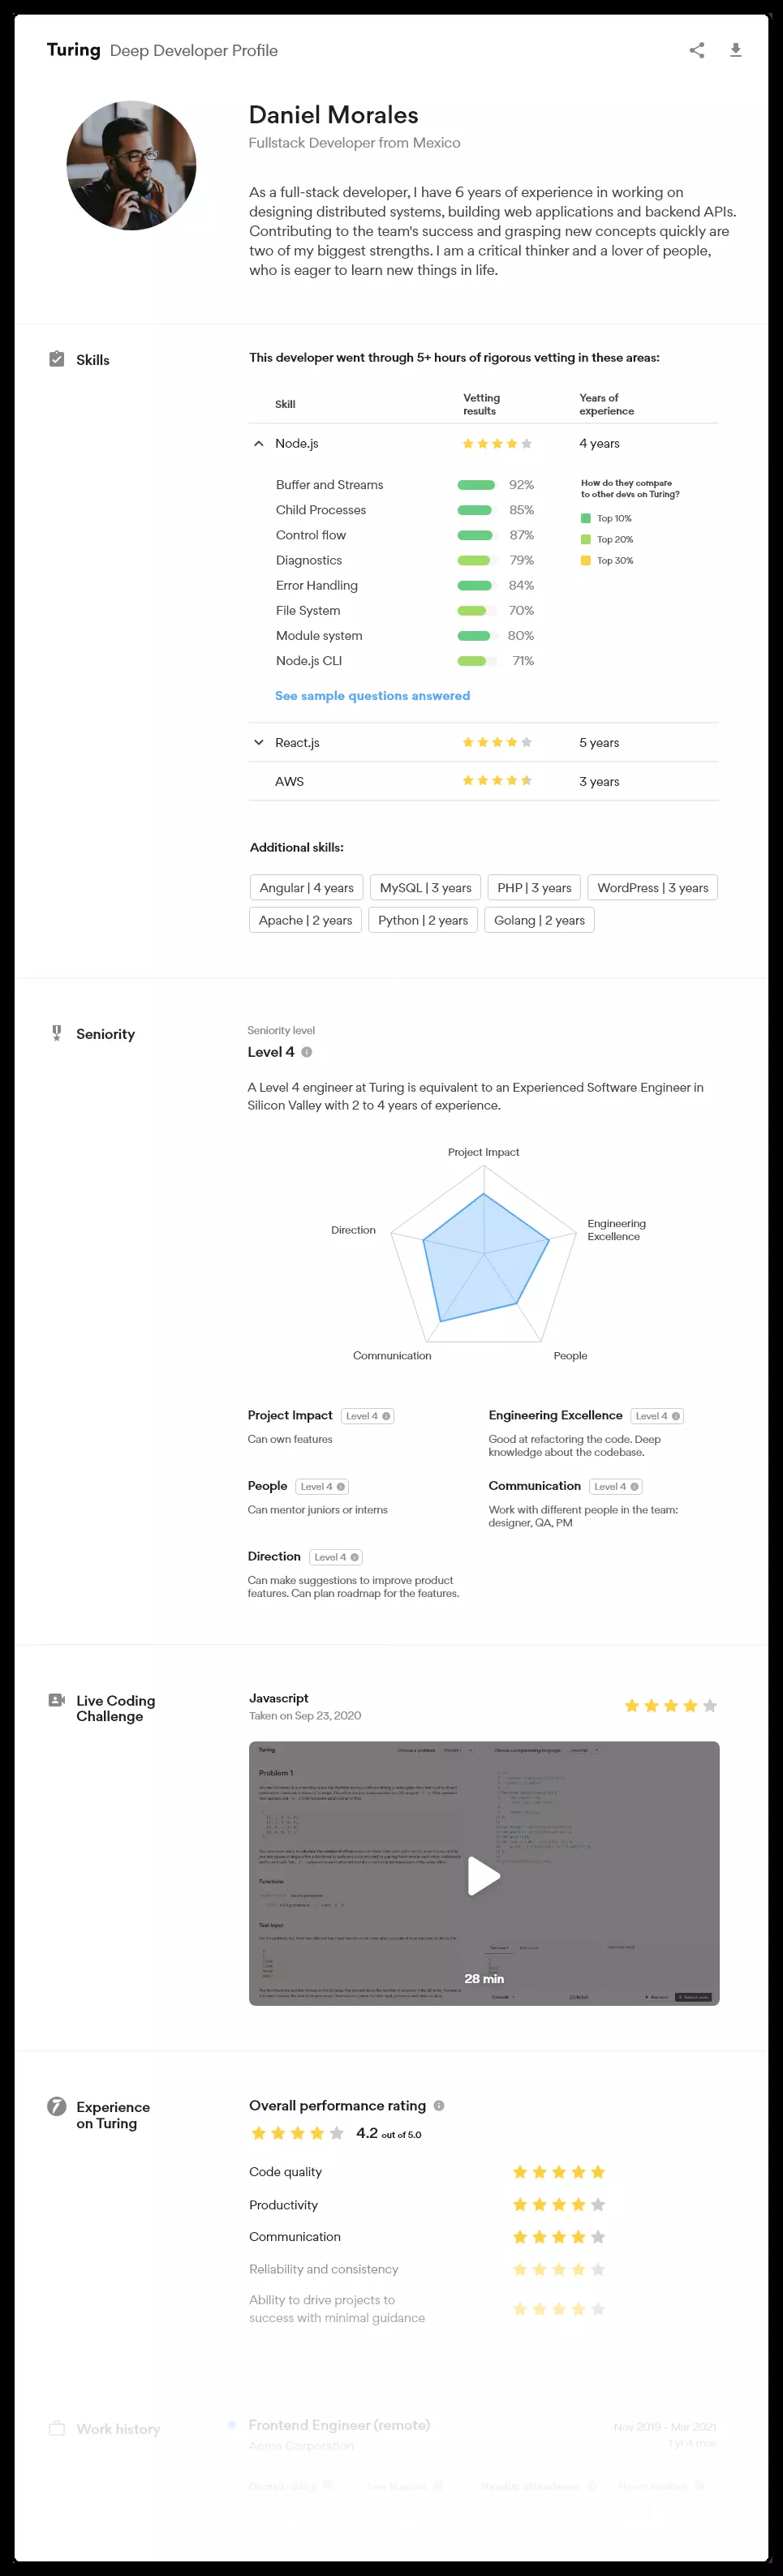 Turing Deep Developer Profile
Daniel Morales
Fullstack Developer from Mexico
As a full-stack developer, I have 6 years of experience in working on
designing distributed systems, building web applications and backend APIs.
Contributing to the team's success and grasping new concepts quickly are
two of my biggest strengths. I am a critical thinker and a lover of people,
who is eager to learn new things in life.
Skills
This developer went through 5+ hours of rigorous vetting in these areas:
Skill
Vetting
results
Years of
experience
Node.js 4 years
Buffer and Streams 92%
Child Processes 85%
Control flow 87%
Diagnostics 79%
Error Handling 84%
File System 70%
Module system 80%
Node.js CLI 71%
How do they compare
to other devs on Turing?
Top 10%
Top 20%
Top 30%
See sample questions answered
React.js 5 years
AWS 3 years
Additional skills:
Angular | 4 years MySQL | 3 years PHP | 3 years WordPress | 3 years
Apache | 2 years Python | 2 years Golang | 2 years
Seniority
Seniority level
Level 4
A Level 4 engineer at Turing is equivalent to an Experienced Software Engineer in
Silicon Valley with 2 to 4 years of experience.
Project Impact
Direction
Engineering
Excellence
Communication
People
Project Impact Level 4
Can own features
Engineering Excellence Level 4
Good at refactoring the code. Deep
knowledge about the codebase.
People Level 4
Can mentor juniors or interns
Communication Level 4
Work with different people in the team:
designer, QA, PM
Direction Level 4
Can make suggestions to improve product
features. Can plan roadmap for the features.
Live Coding
Challenge
Javascript
Taken on Sep 23, 2020
Turing
Problem 1
Functions
Test input
28 min
Experience
on Turing
Overall performance rating
4.2 out of 5.0
Code quality
Productivity
Communication
Reliability and consistency
Ability to drive projects to
success with minimal guidance
Work history
Frontend Engineer (remote)
Acme Corporation
Nov 2019 - Mar 2021
1 yr 4 mos